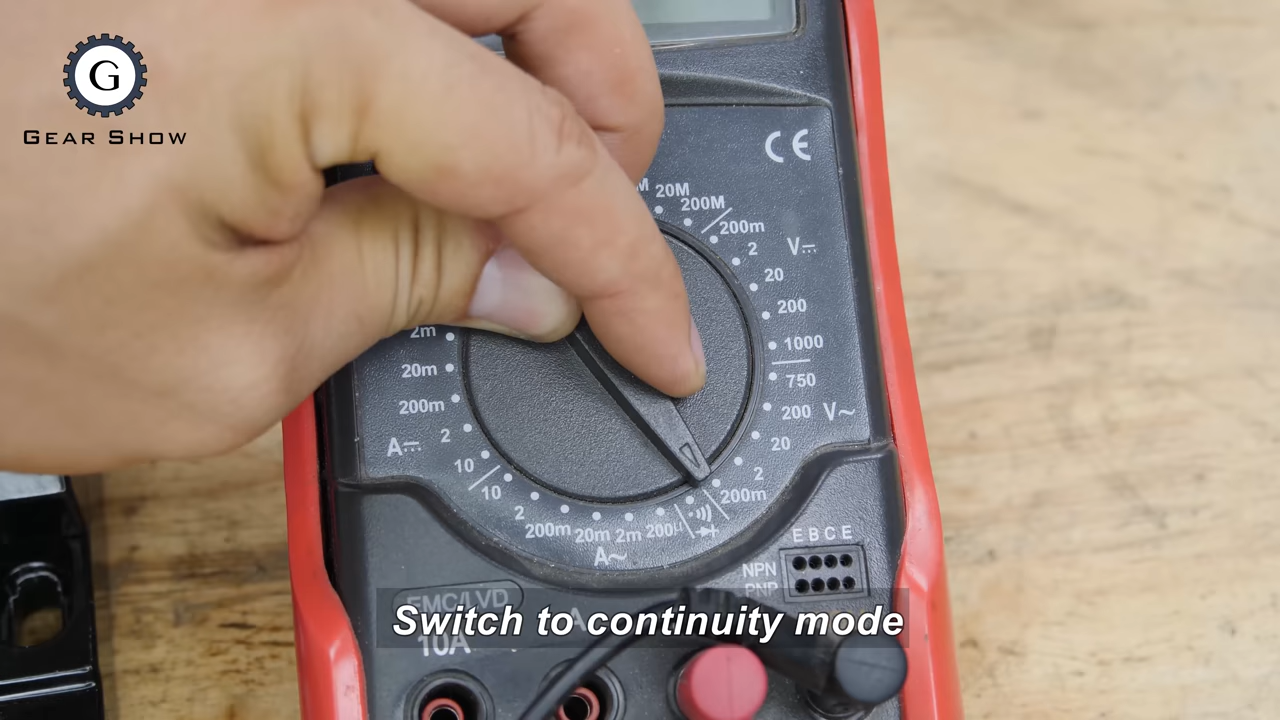 G
GEAR SHOW
CE
M 20M
200M
200m
2
V
20
200
1000
750
200 V~
20
2
200m
2m
20m
200m
A
2
10
10
2
200m 20m 2m 200µ
A~
E B C E
NPN
PNP
EMC/LVD
10A
A
Switch to continuity mode